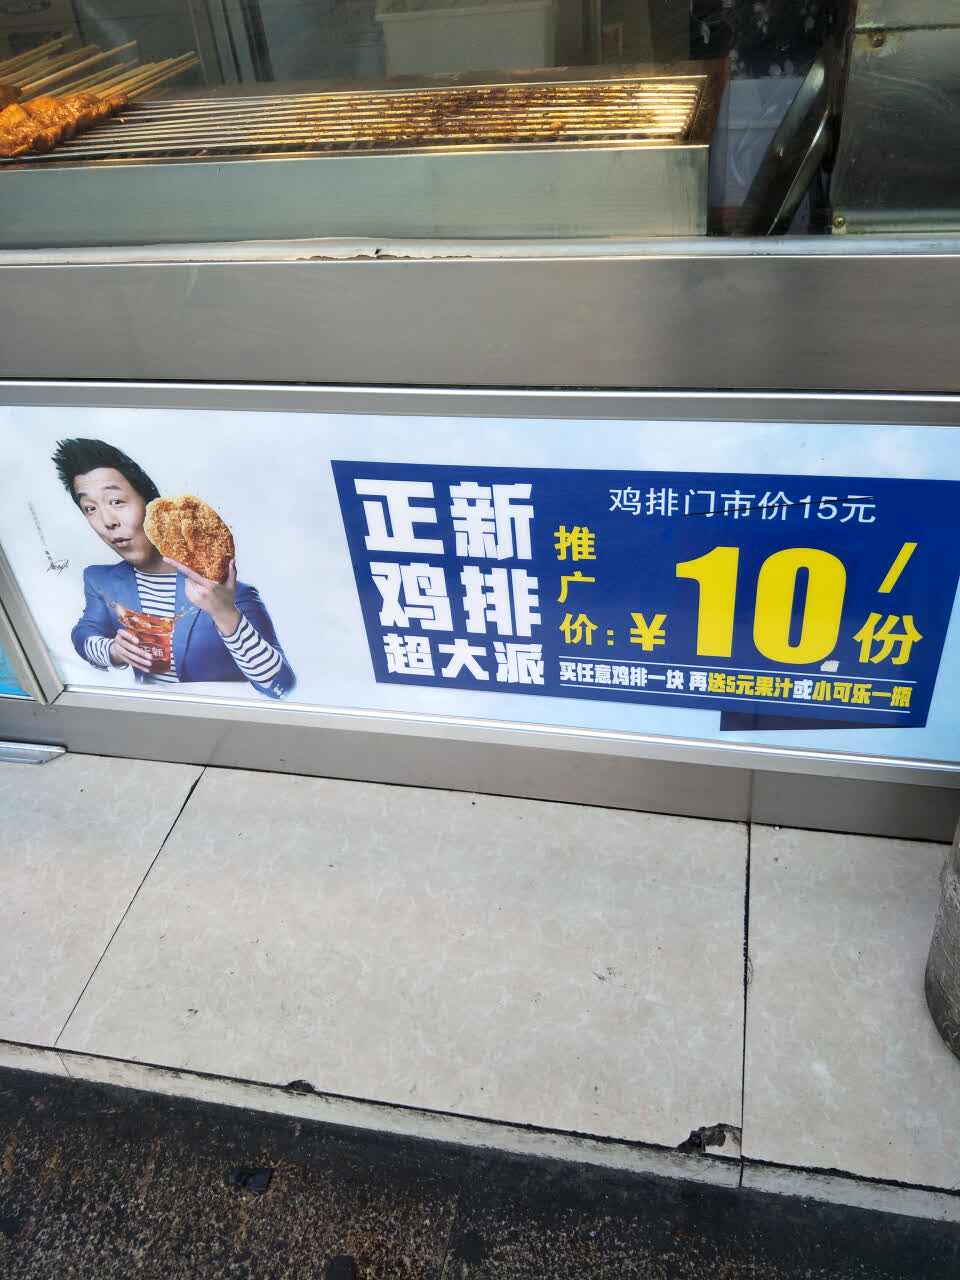 正新
鸡排
超大派
鸡排门市价15元
推广价:¥10/份
买任意鸡排一块 再送5元果汁或小可乐一瓶
正新